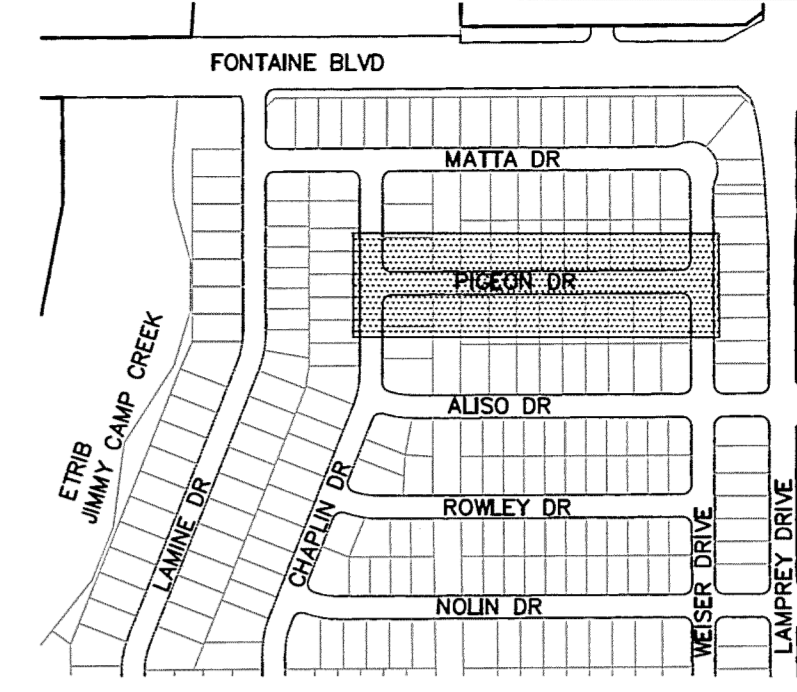 FONTAINE BLVD
MATTA DR
PIGEON DR
ALISO DR
ETRIB
JIMMY CAMP CREEK
LAMINE DR
CHAPLIN DR
ROWLEY DR
WEISER DRIVE
LAMPREY DRIVE
NOLIN DR